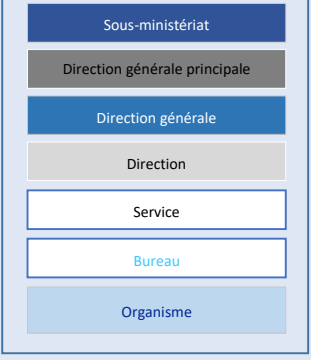 Sous-ministériat
Direction générale principale
Direction générale
Direction
Service
Bureau
Organisme